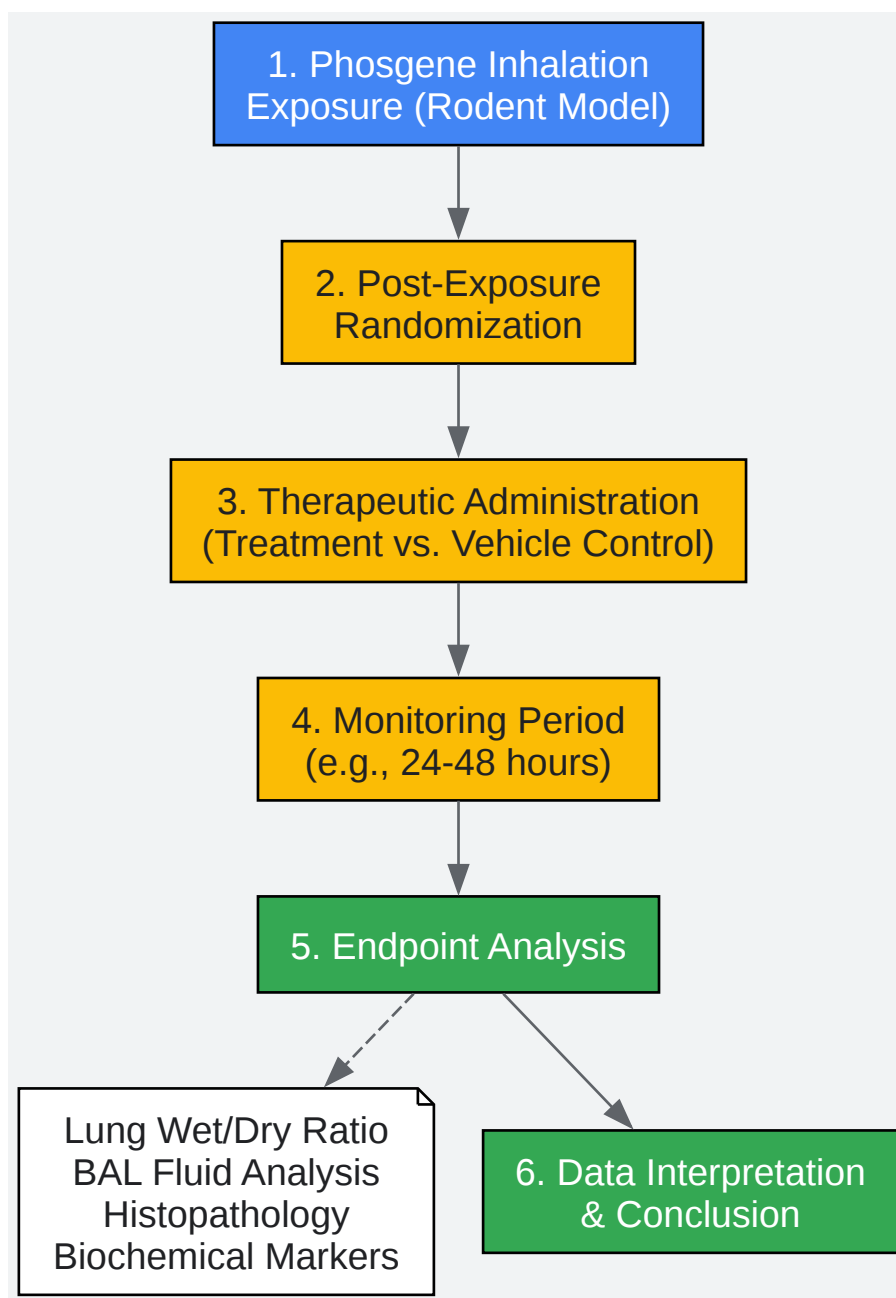 1. Phosgene Inhalation
Exposure (Rodent Model)
2. Post-Exposure
Randomization
3. Therapeutic Administration
(Treatment vs. Vehicle Control)
4. Monitoring Period
(e.g., 24-48 hours)
5. Endpoint Analysis
Lung Wet/Dry Ratio
BAL Fluid Analysis
Histopathology
Biochemical Markers
6. Data Interpretation
& Conclusion